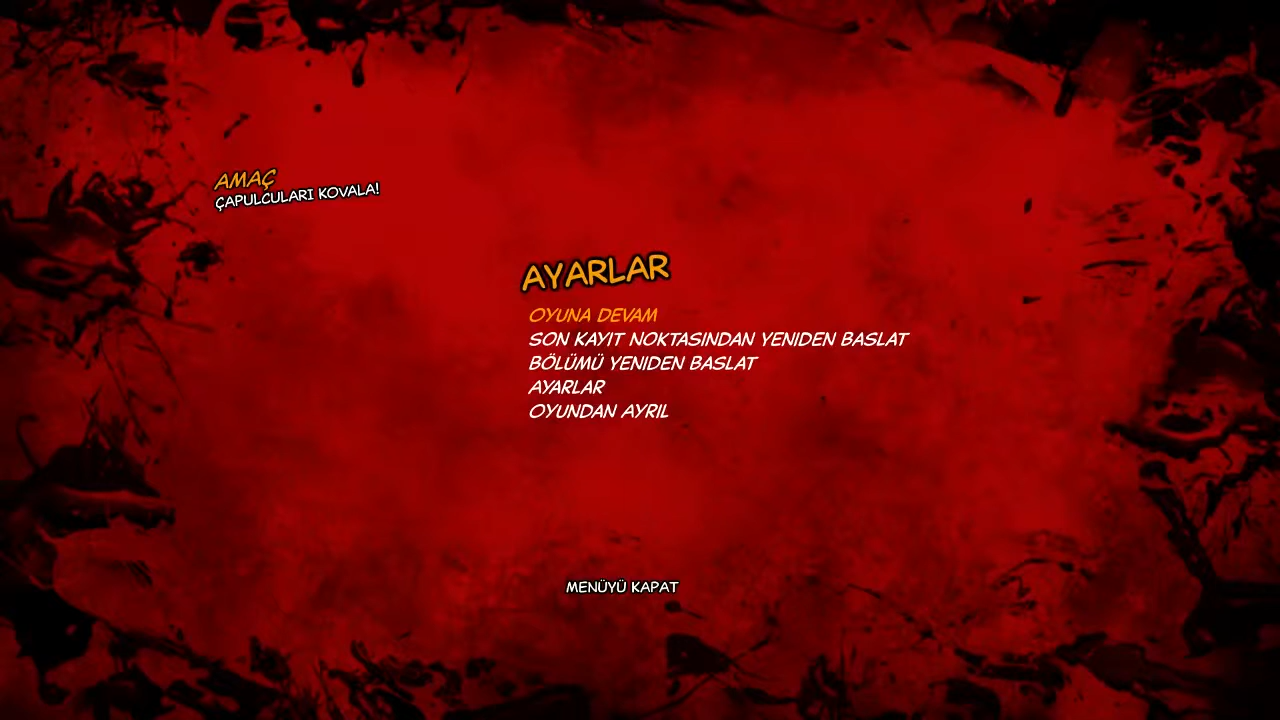 AMAÇ
ÇAPULCULARI KOVALA!
AYARLAR
OYUNA DEVAM
SON KAYIT NOKTASINDAN YENIDEN BASLAT
BÖLÜMÜ YENIDEN BASLAT
AYARLAR
OYUNDAN AYRIL
MENÜYÜ KAPAT